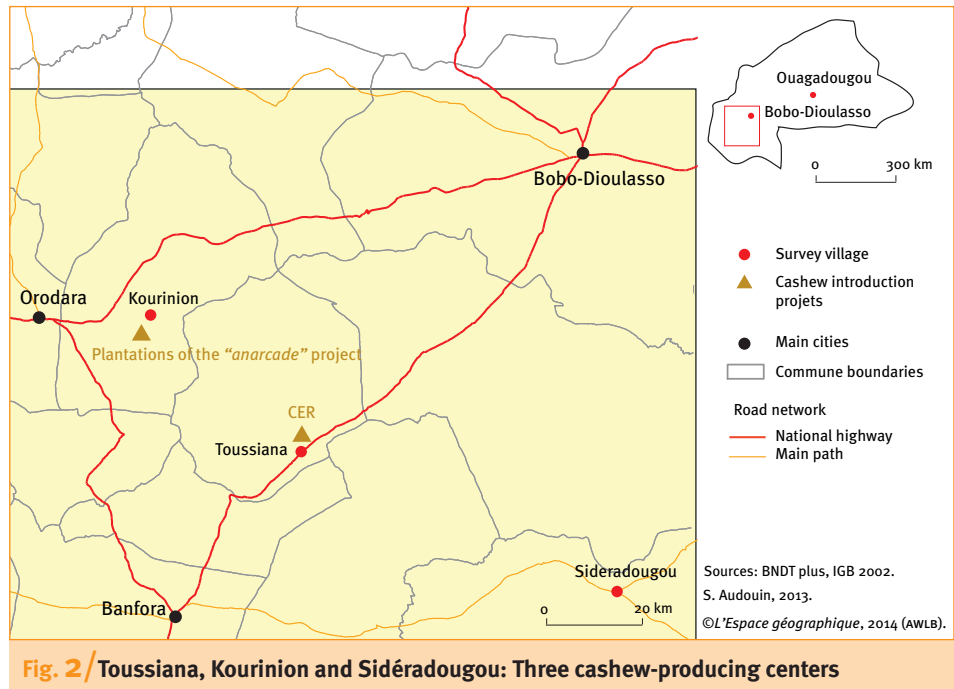 Ouagadougou
Bobo-Dioulasso
0 300 km
Bobo-Dioulasso
Orodara
Kourinion
Plantations of the “anarcade” project
CER
Toussiana
Sideradougou
Banfora
0 20 km
Survey village
Cashew introduction
projets
Main cities
Commune boundaries
Road network
National highway
Main path
Sources: BNDT plus, IGB 2002.
S. Audouin, 2013.
©L'Espace géographique, 2014 (AWLB).
Fig. 2/ Toussiana, Kourinion and Sidéradougou: Three cashew-producing centers